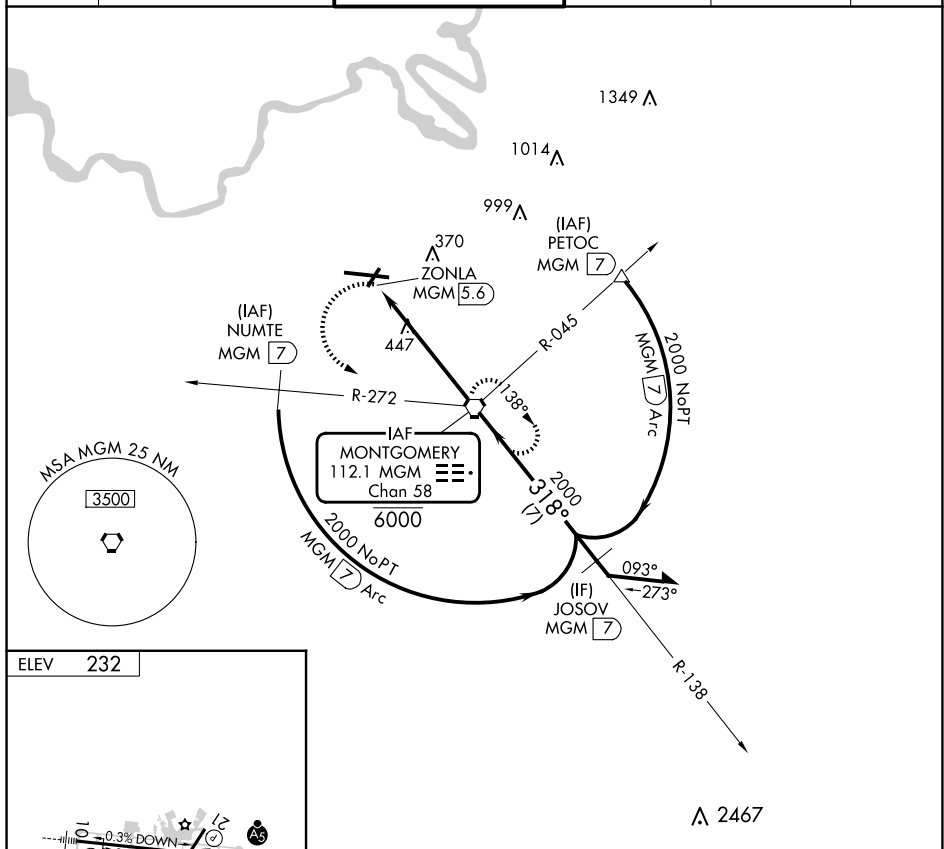 1349
1014
999
(IAF)
PETOC
MGM 7
370
ZONLA
MGM 5.6
(IAF)
NUMTE
MGM 7
447
R-045
2000 NoPT
MGM 7 Arc
R-272
138°
IAF
MONTGOMERY
112.1 MGM
Chan 58
6000
2000
318°
(7)
MSA MGM 25 NM
3500
2000 NoPT
MGM 7 Arc
093°
273°
(IF)
JOSOV
MGM 7
R-138
ELEV 232
2467
10
0.3% DOWN
21
P
A5